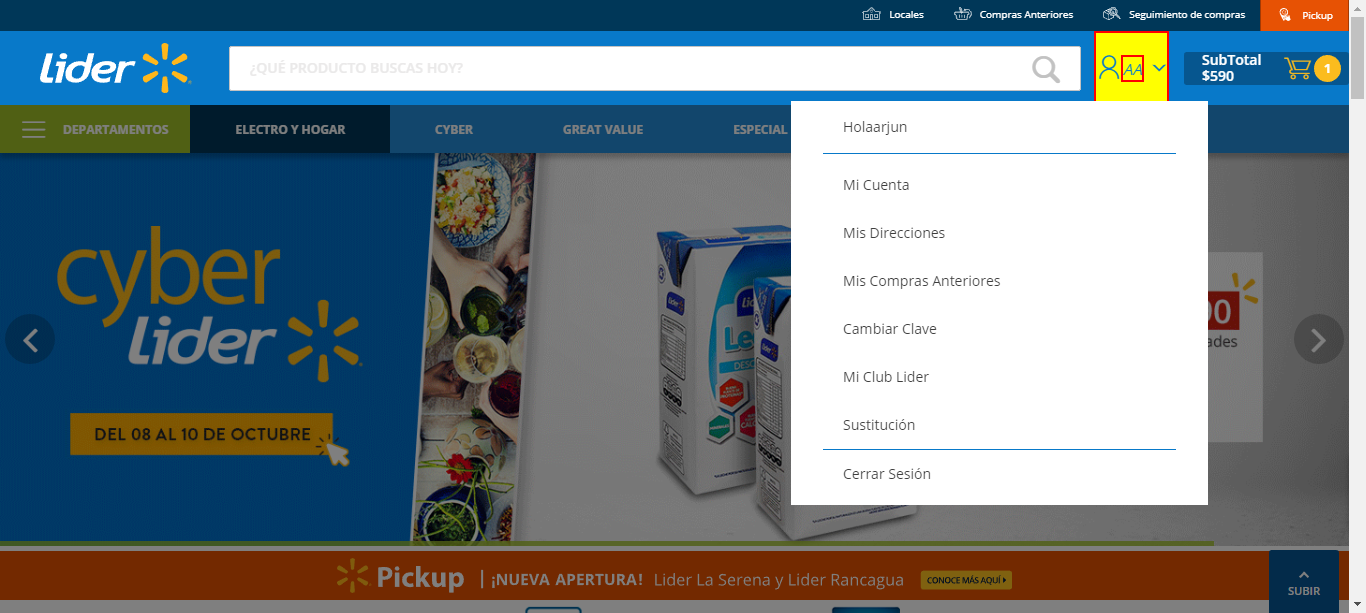 Locales
Compras Anteriores
Seguimiento de compras
Pickup
Lider
¿QUÉ PRODUCTO BUSCAS HOY?
AA
SubTotal
$590
1
DEPARTAMENTOS
ELECTRO Y HOGAR
CYBER
GREAT VALUE
ESPECIAL
Holaarjun
Mi Cuenta
Mis Direcciones
Mis Compras Anteriores
Cambiar Clave
Mi Club Lider
Sustitución
Cerrar Sesión
cyber
lider
DEL 08 AL 10 DE OCTUBRE
Pickup | ¡NUEVA APERTURA! Lider La Serena y Lider Rancagua CONOCE MÁS AQUÍ
SUBIR